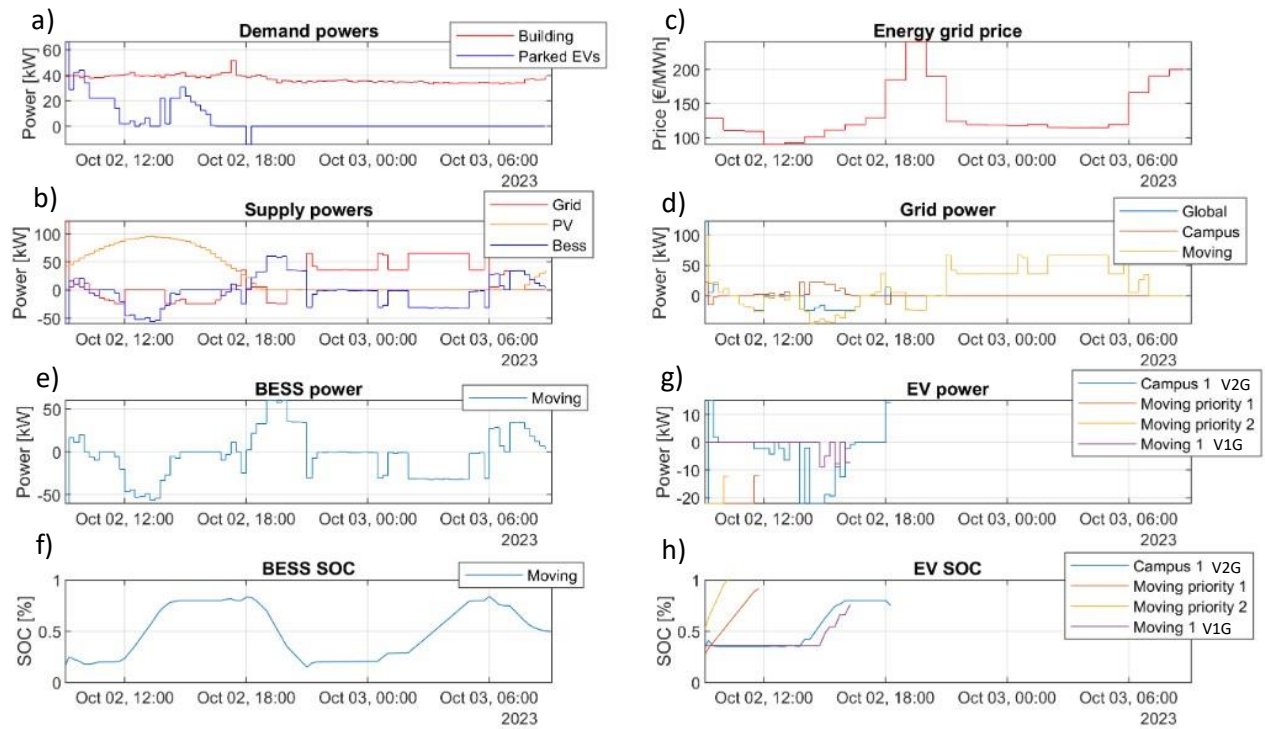 a)
Demand powers
Building
Parked EVs
Power [kW]
60
40
20
0
Oct 02, 12:00 Oct 02, 18:00 Oct 03, 00:00 Oct 03, 06:00
2023
c)
Energy grid price
Price [€/MWh]
200
150
100
Oct 02, 12:00 Oct 02, 18:00 Oct 03, 00:00 Oct 03, 06:00
2023
b)
Supply powers
Grid
PV
Bess
Power [kW]
100
50
0
-50
Oct 02, 12:00 Oct 02, 18:00 Oct 03, 00:00 Oct 03, 06:00
2023
d)
Grid power
Global
Campus
Moving
Power [kW]
100
50
0
Oct 02, 12:00 Oct 02, 18:00 Oct 03, 00:00 Oct 03, 06:00
2023
e)
BESS power
Moving
Power [kW]
50
0
-50
Oct 02, 12:00 Oct 02, 18:00 Oct 03, 00:00 Oct 03, 06:00
2023
g)
EV power
Campus 1 V2G
Moving priority 1
Moving priority 2
Moving 1 V1G
Power [kW]
10
0
-10
-20
Oct 02, 12:00 Oct 02, 18:00 Oct 03, 00:00 Oct 03, 06:00
2023
f)
BESS SOC
Moving
SOC [%]
1
0.5
0
Oct 02, 12:00 Oct 02, 18:00 Oct 03, 00:00 Oct 03, 06:00
2023
h)
EV SOC
Campus 1 V2G
Moving priority 1
Moving priority 2
Moving 1 V1G
SOC [%]
1
0.5
0
Oct 02, 12:00 Oct 02, 18:00 Oct 03, 00:00 Oct 03, 06:00
2023